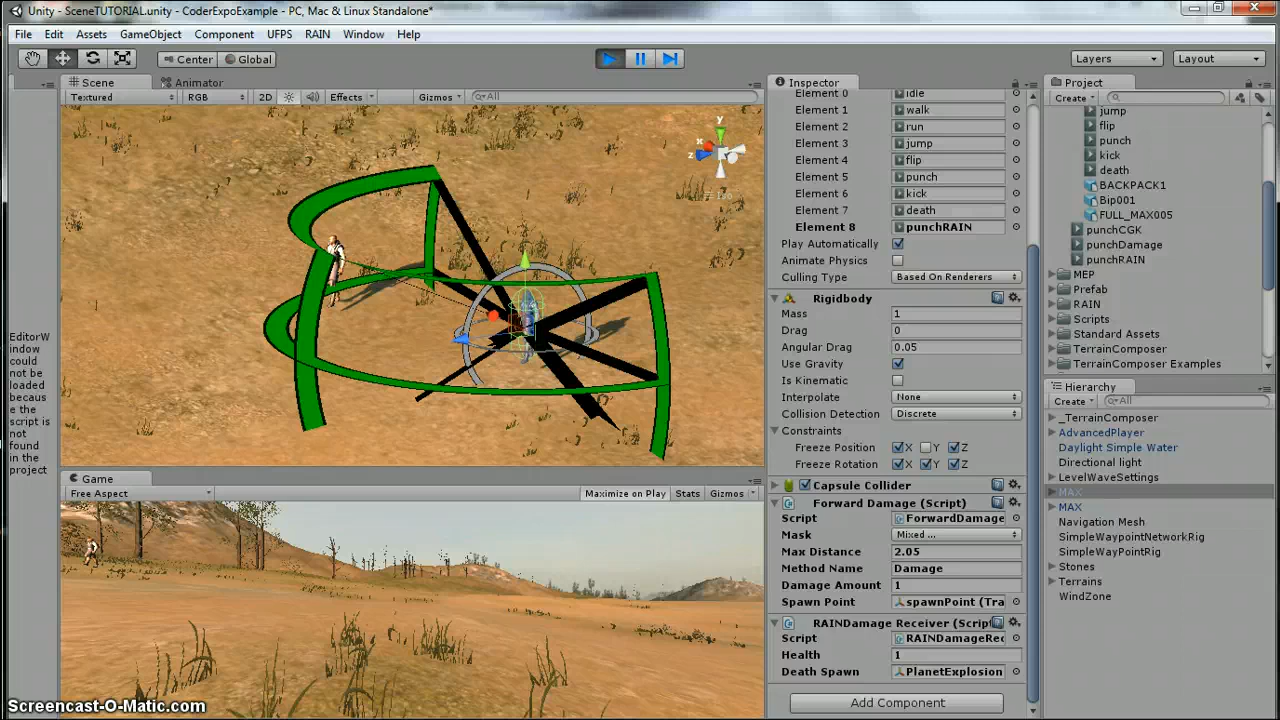 Unity - SceneTUTORIAL.unity - CoderExpoExample - PC, Mac & Linux Standalone*
File Edit Assets GameObject Component UFPS RAIN Window Help
Center Global Layers Layout
Scene Animator
Textured RGB 2D Effects Gizmos All
EditorW
indow
could
not be
loaded
becaus
e the
script is
not
found
in the
project
y
x
z
Iso
Game
Free Aspect Maximize on Play Stats Gizmos
Inspector
Element 0 idle
Element 1 walk
Element 2 run
Element 3 jump
Element 4 flip
Element 5 punch
Element 6 kick
Element 7 death
Element 8 punchRAIN
Play Automatically
Animate Physics
Culling Type Based On Renderers
Rigidbody
Mass 1
Drag 0
Angular Drag 0.05
Use Gravity
Is Kinematic
Interpolate None
Collision Detection Discrete
Constraints
Freeze Position X Y Z
Freeze Rotation X Y Z
Capsule Collider
Forward Damage (Script)
Script ForwardDamage
Mask Mixed ...
Max Distance 2.05
Method Name Damage
Damage Amount 1
Spawn Point spawnPoint (Tra
RAINDamage Receiver (Script
Script RAINDamageRec
Health 1
Death Spawn PlanetExplosion
Add Component
Project
Create
jump
flip
punch
kick
death
BACKPACK1
Bip001
FULL_MAX005
punchCGK
punchDamage
punchRAIN
MEP
Prefab
RAIN
Scripts
Standard Assets
TerrainComposer
TerrainComposer Examples
Hierarchy
Create All
_TerrainComposer
AdvancedPlayer
Daylight Simple Water
Directional light
LevelWaveSettings
MAX
MAX
Navigation Mesh
SimpleWaypointNetworkRig
SimpleWayPointRig
Stones
Terrains
WindZone
Screencast-O-Matic.com